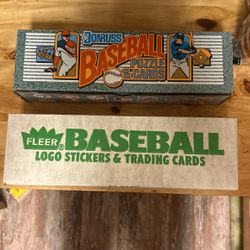 DONRUSS
BASEBALL
PUZZLE
& CARDS
FLEER® BASEBALL
LOGO STICKERS & TRADING CARDS